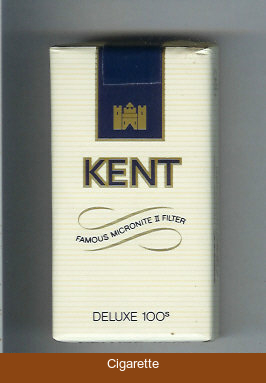 KENT
FAMOUS MICRONITE II FILTER
DELUXE 100s
Cigarette